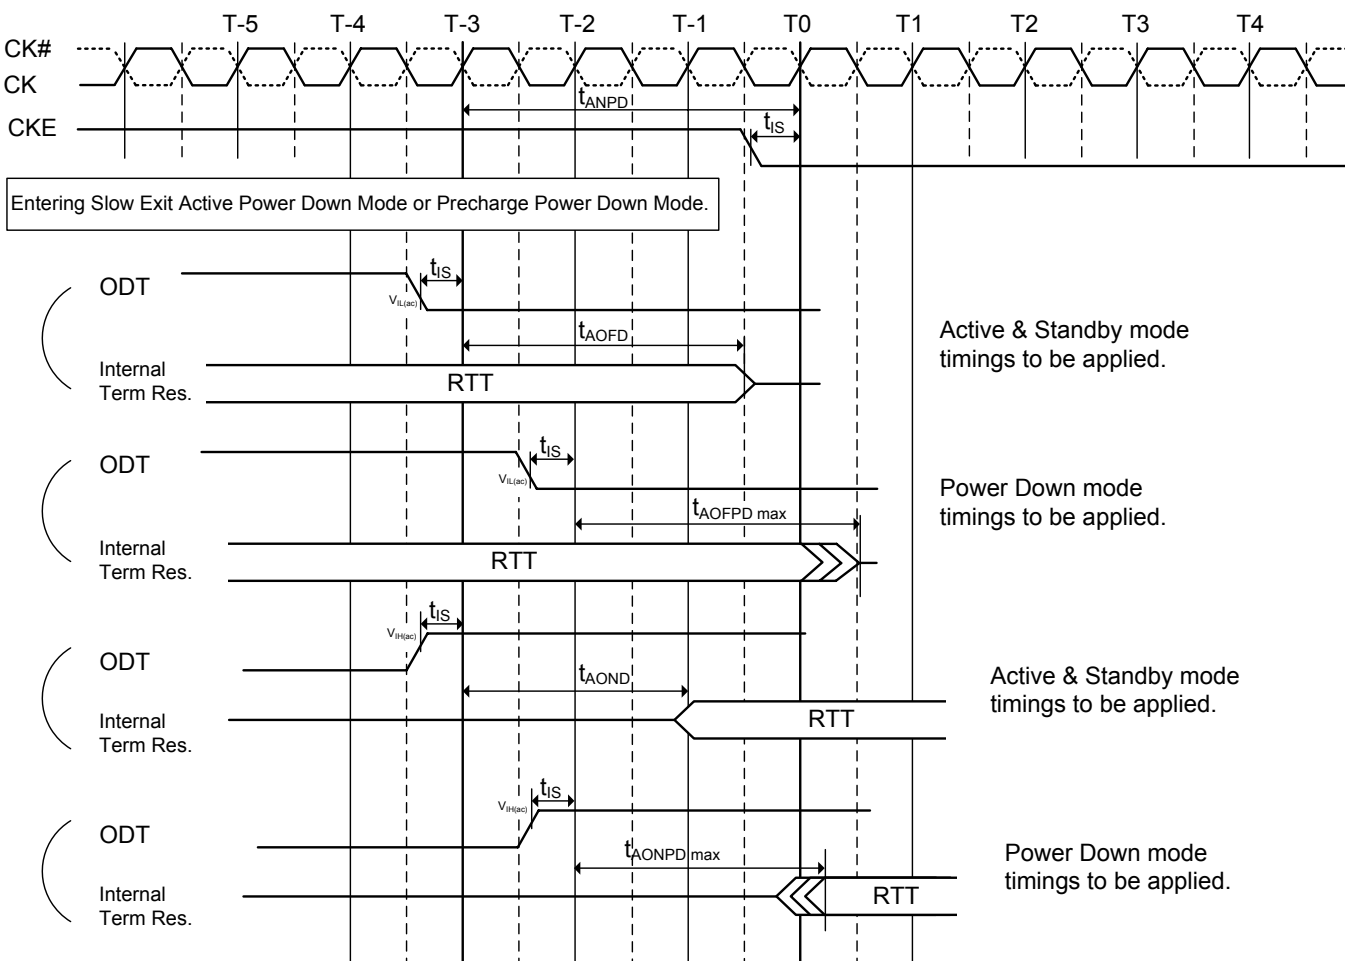 T-5 T-4 T-3 T-2 T-1 T0 T1 T2 T3 T4
CK#
CK
tANPD
CKE
tIS
Entering Slow Exit Active Power Down Mode or Precharge Power Down Mode.
ODT
tIS
VIL(ac)
tAOFD
Internal
Term Res.
RTT
Active & Standby mode
timings to be applied.
ODT
tIS
VIL(ac)
tAOFPD max
Internal
Term Res.
RTT
Power Down mode
timings to be applied.
tIS
VIH(ac)
ODT
tAOND
Internal
Term Res.
RTT
Active & Standby mode
timings to be applied.
tIS
VIH(ac)
ODT
tAONPD max
Internal
Term Res.
RTT
Power Down mode
timings to be applied.